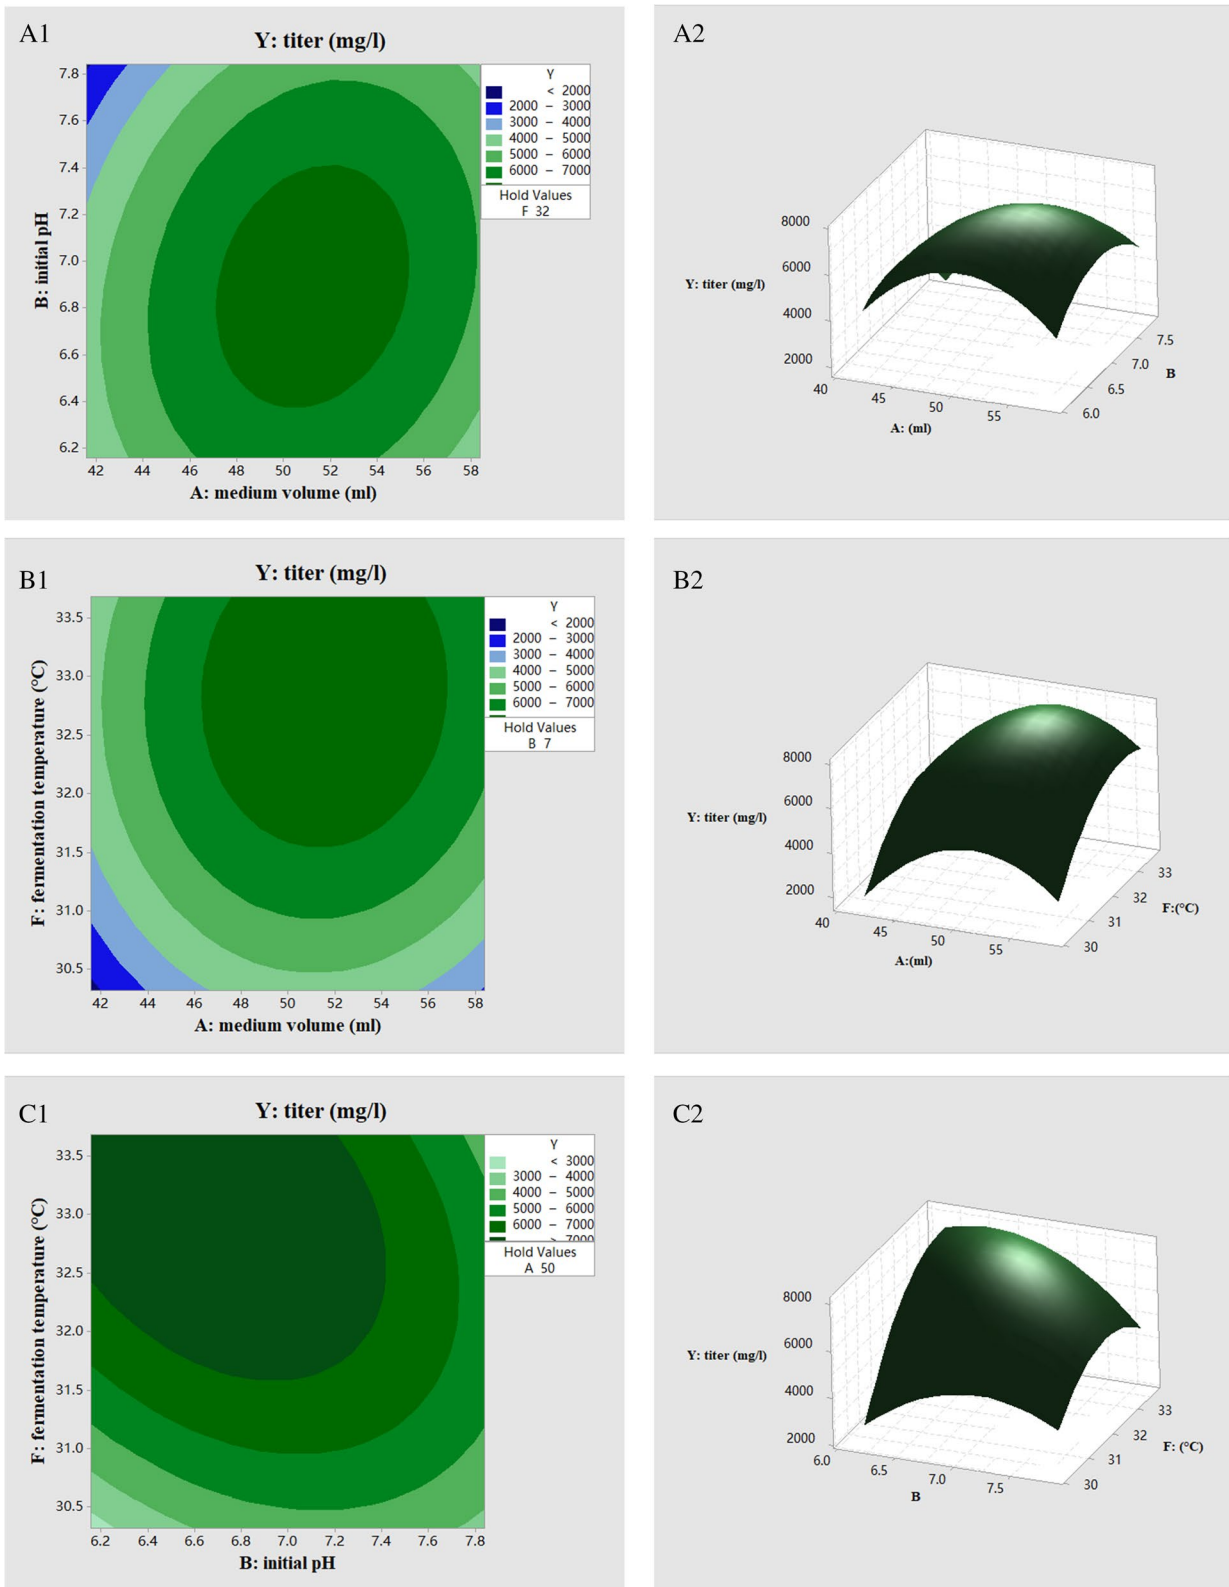 A1
Y: titer (mg/l)
7.8
7.6
7.4
7.2
7.0
6.8
6.6
6.4
6.2
B: initial pH
42 44 46 48 50 52 54 56 58
A: medium volume (ml)
Y
< 2000
2000 – 3000
3000 – 4000
4000 – 5000
5000 – 6000
6000 – 7000
Hold Values
F 32
A2
8000
6000
4000
2000
Y: titer (mg/l)
40
45
50
55
A: (ml)
6.0
6.5
7.0
7.5
B
B1
Y: titer (mg/l)
33.5
33.0
32.5
32.0
31.5
31.0
30.5
F: fermentation temperature (°C)
42 44 46 48 50 52 54 56 58
A: medium volume (ml)
Y
< 2000
2000 – 3000
3000 – 4000
4000 – 5000
5000 – 6000
6000 – 7000
Hold Values
B 7
B2
8000
6000
4000
2000
Y: titer (mg/l)
40
45
50
55
A:(ml)
30
31
32
33
F:(°C)
C1
Y: titer (mg/l)
33.5
33.0
32.5
32.0
31.5
31.0
30.5
F: fermentation temperature (°C)
6.2 6.4 6.6 6.8 7.0 7.2 7.4 7.6 7.8
B: initial pH
Y
< 3000
3000 – 4000
4000 – 5000
5000 – 6000
6000 – 7000
> 7000
Hold Values
A 50
C2
8000
6000
4000
2000
Y: titer (mg/l)
6.0
6.5
7.0
7.5
B
30
31
32
33
F: (°C)